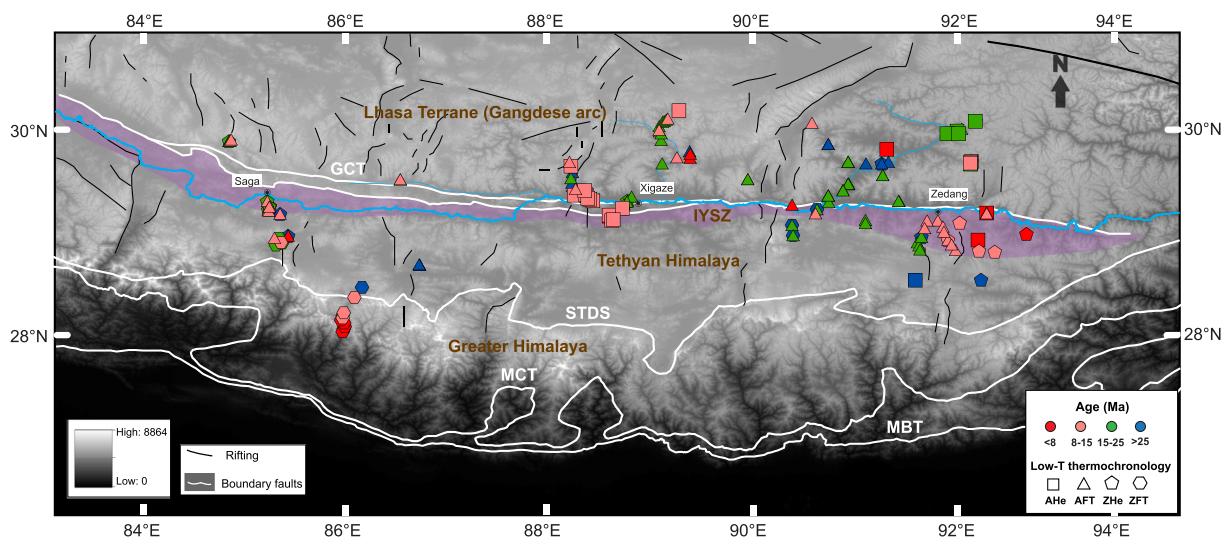 84°E 86°E 88°E 90°E 92°E 94°E
N
Lhasa Terrane (Gangdese arc)
30°N 30°N
GCT
Saga
Xigaze
Zedang
IYSZ
Tethyan Himalaya
STDS
28°N 28°N
Greater Himalaya
MCT
MBT
High: 8864
Low: 0
Rifting
Boundary faults
Age (Ma)
<8 8-15 15-25 >25
Low-T thermochronology
AHe AFT ZHe ZFT
84°E 86°E 88°E 90°E 92°E 94°E